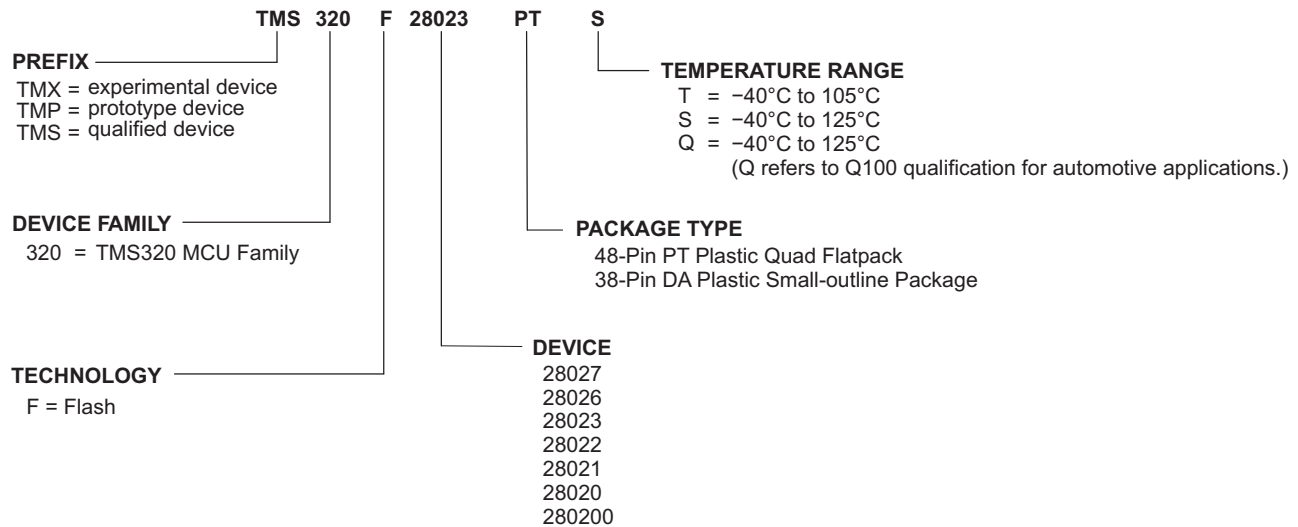 TMS 320 F 28023 PT S
PREFIX
TMX = experimental device
TMP = prototype device
TMS = qualified device
TEMPERATURE RANGE
T = −40°C to 105°C
S = −40°C to 125°C
Q = −40°C to 125°C
(Q refers to Q100 qualification for automotive applications.)
DEVICE FAMILY
320 = TMS320 MCU Family
PACKAGE TYPE
48-Pin PT Plastic Quad Flatpack
38-Pin DA Plastic Small-outline Package
TECHNOLOGY
F = Flash
DEVICE
28027
28026
28023
28022
28021
28020
280200